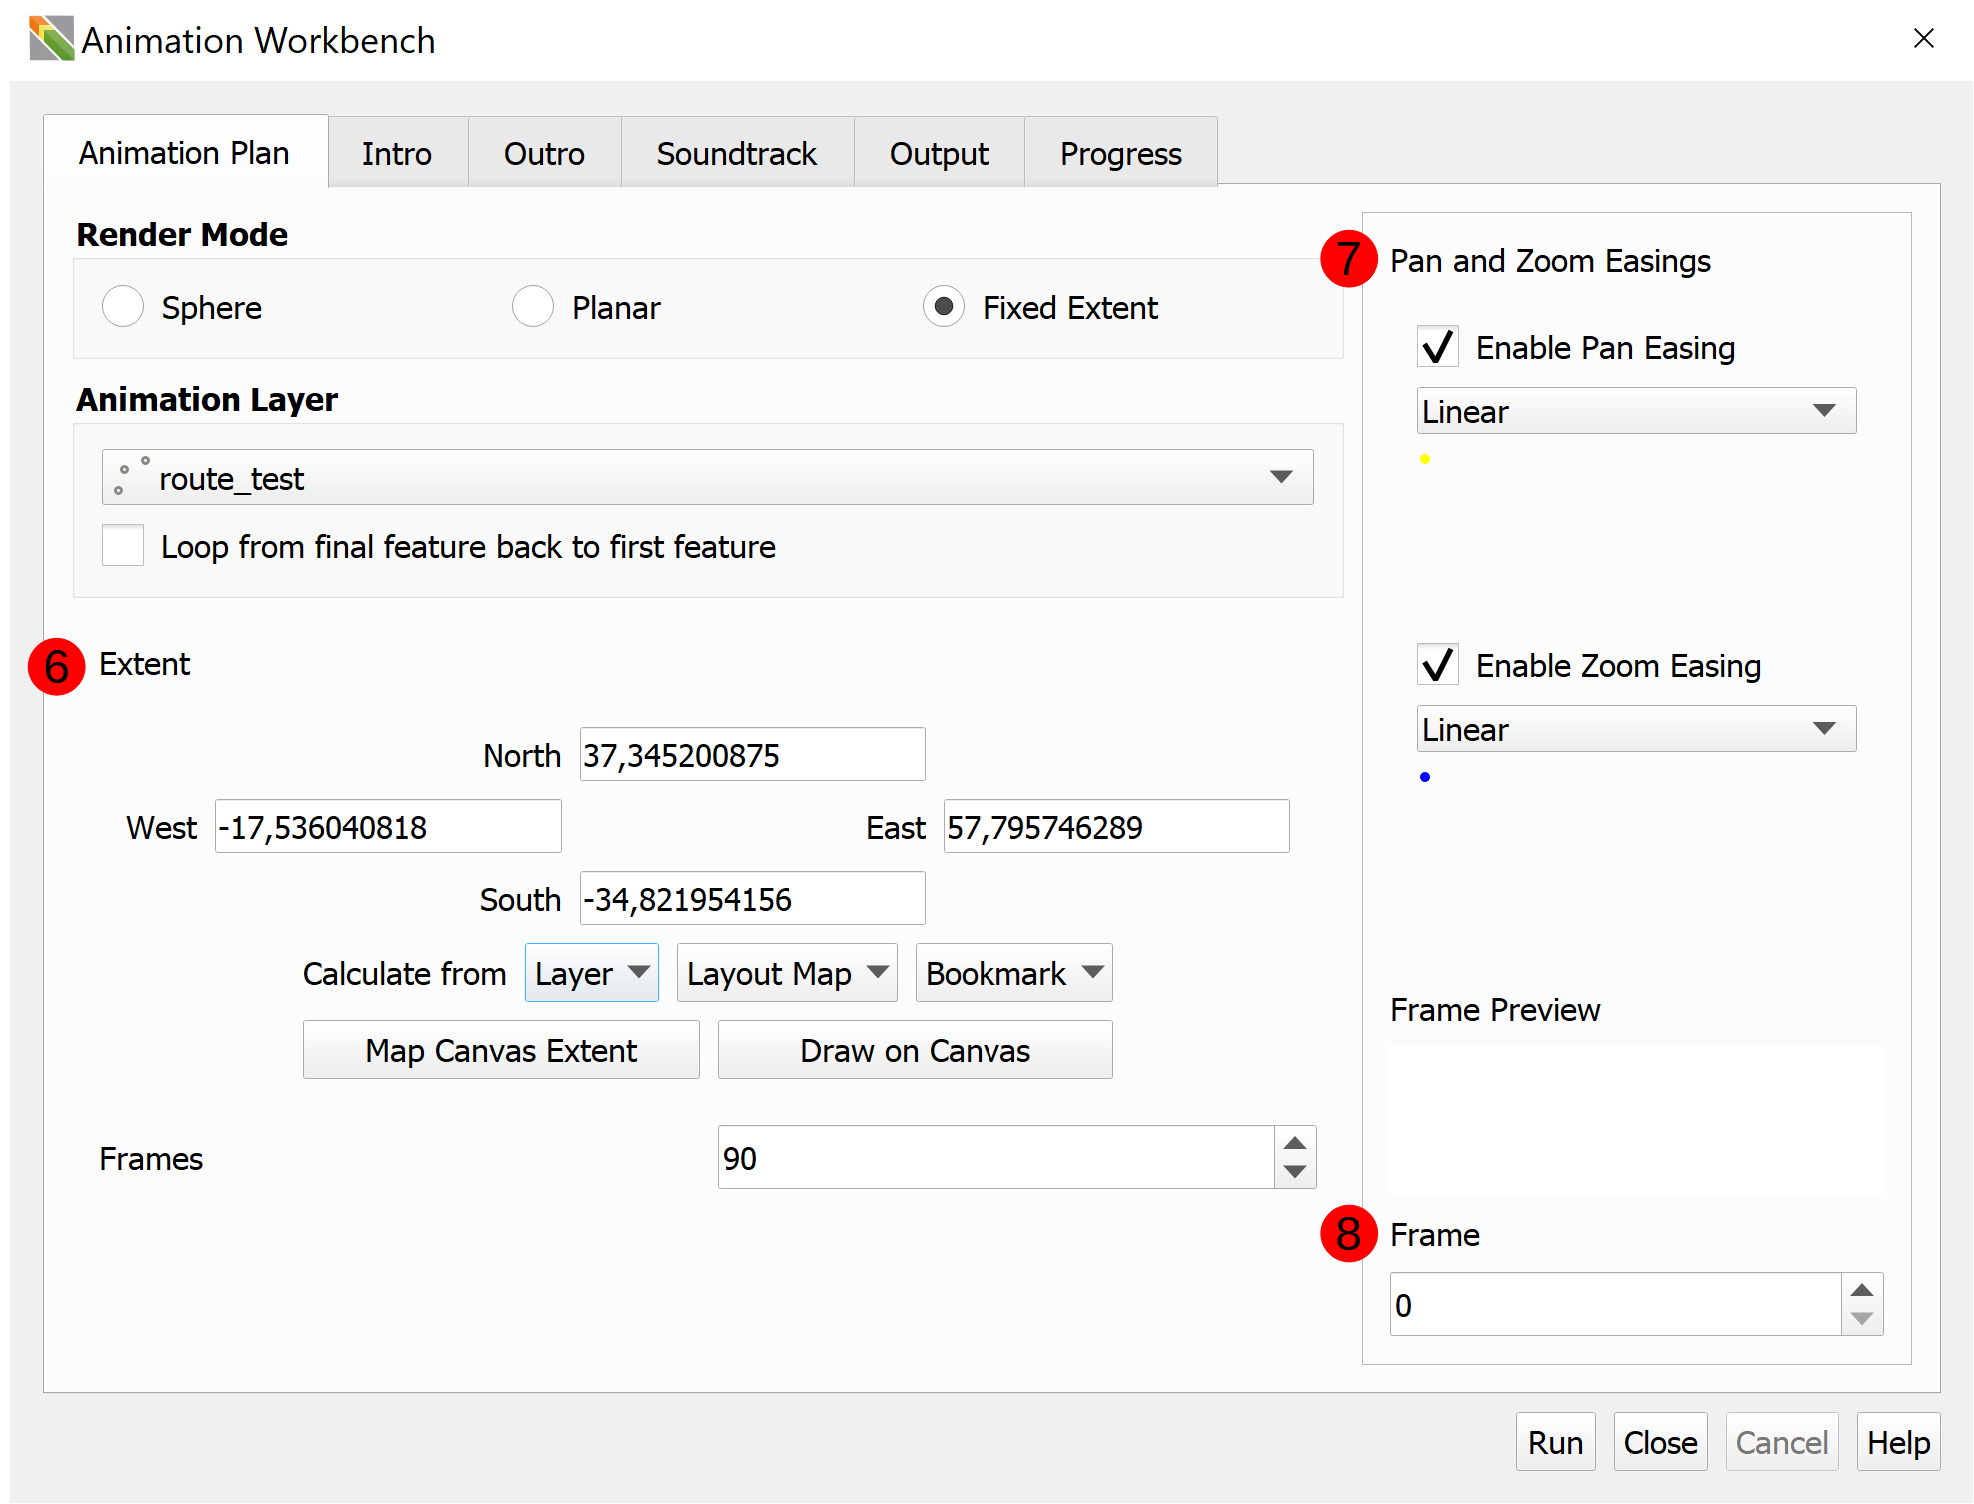 Animation Workbench
Animation Plan Intro Outro Soundtrack Output Progress
Render Mode
Sphere Planar Fixed Extent
Animation Layer
route_test
Loop from final feature back to first feature
6 Extent
North 37,345200875
West -17,536040818 East 57,795746289
South -34,821954156
Calculate from Layer Layout Map Bookmark
Map Canvas Extent Draw on Canvas
Frames 90
7 Pan and Zoom Easings
Enable Pan Easing
Linear
Enable Zoom Easing
Linear
Frame Preview
8 Frame
0
Run Close Cancel Help